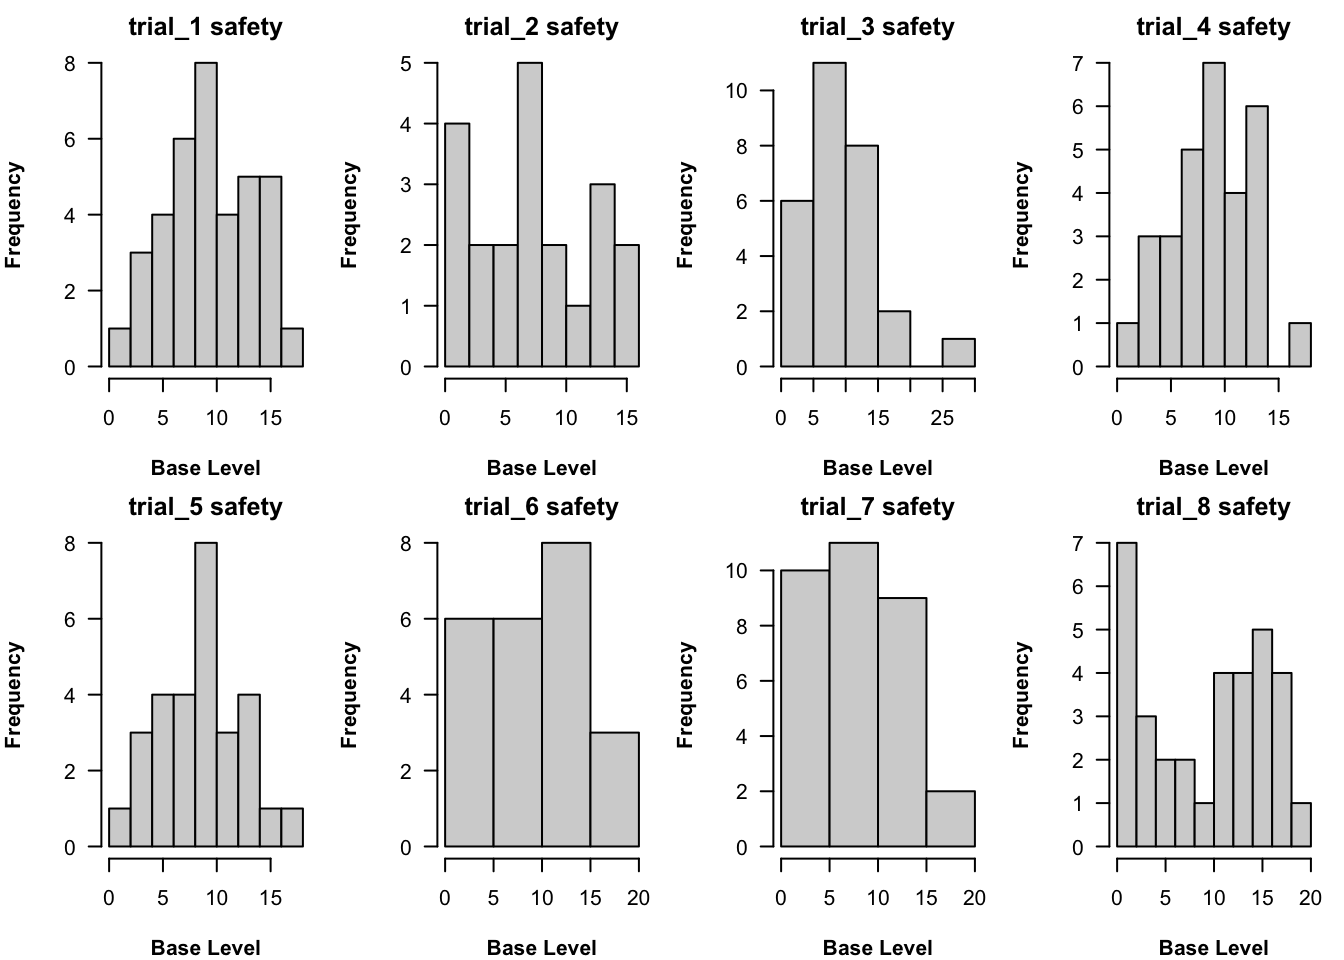 trial_1 safety
Frequency
8
6
4
2
0
0 5 10 15
Base Level
trial_2 safety
Frequency
5
4
3
2
1
0
0 5 10 15
Base Level
trial_3 safety
Frequency
10
8
6
4
2
0
0 5 15 25
Base Level
trial_4 safety
Frequency
7
6
5
4
3
2
1
0
0 5 10 15
Base Level
trial_5 safety
Frequency
8
6
4
2
0
0 5 10 15
Base Level
trial_6 safety
Frequency
8
6
4
2
0
0 5 10 15 20
Base Level
trial_7 safety
Frequency
10
8
6
4
2
0
0 5 10 15 20
Base Level
trial_8 safety
Frequency
7
6
5
4
3
2
1
0
0 5 10 15 20
Base Level